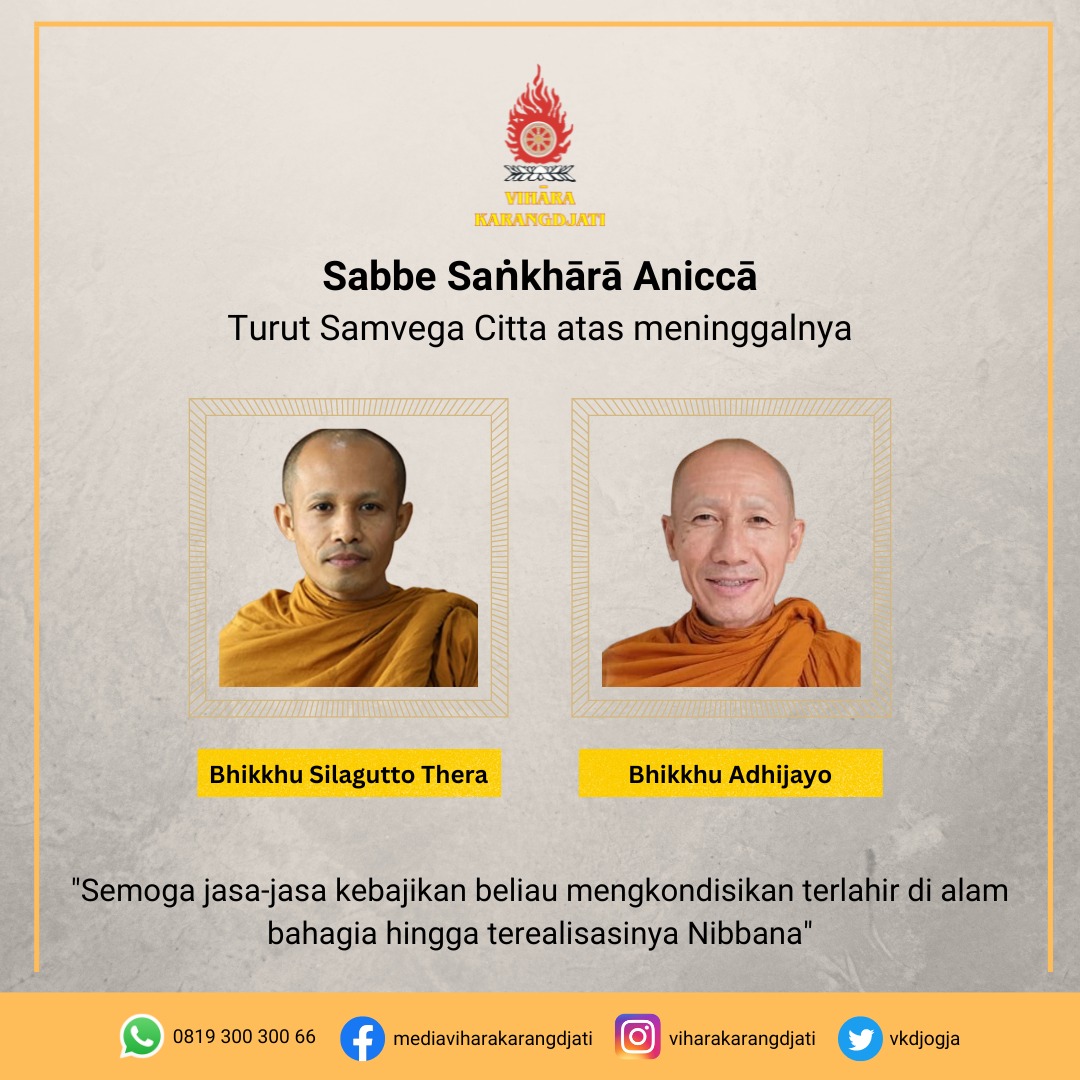 VIHĀRA
KARANGDJATI
Sabbe Saṅkhārā Aniccā
Turut Samvega Citta atas meninggalnya
Bhikkhu Silagutto Thera
Bhikkhu Adhijayo
"Semoga jasa-jasa kebajikan beliau mengkondisikan terlahir di alam
bahagia hingga terealisasinya Nibbana"
0819 300 300 66
mediaviharakarangdjati
viharakarangdjati
vkdjogja